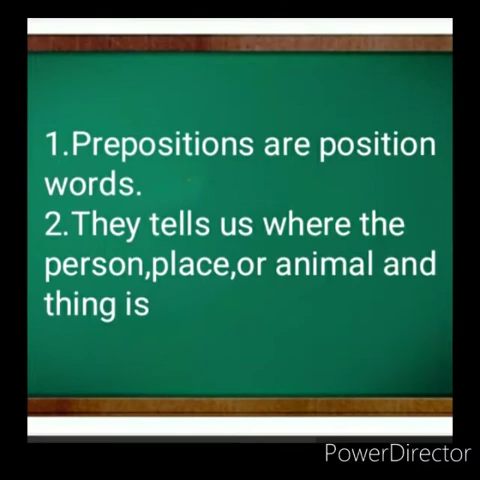 1.Prepositions are position
words.
2.They tells us where the
person,place,or animal and
thing is
PowerDirector